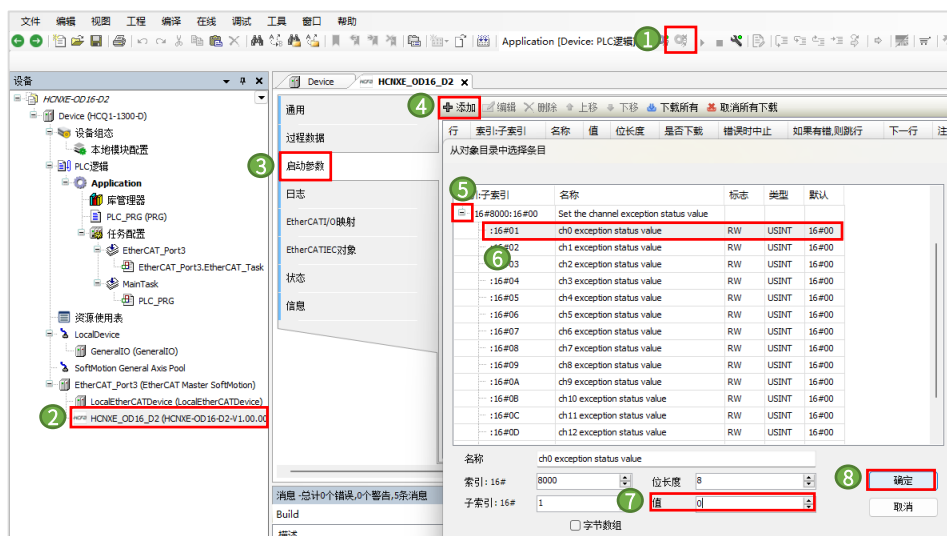 文件 编辑 视图 工程 编译 在线 调试 工具 窗口 帮助
Application [Device: PLC逻辑]
1
设备
HCNXE-OD16-D2
Device (HCQ1-1300-D)
设备组态
本地模块配置
PLC逻辑
Application
库管理器
PLC_PRG (PRG)
任务配置
EtherCAT_Port3
EtherCAT_Port3.EtherCAT_Task
MainTask
PLC_PRG
资源使用表
LocalDevice
GeneralIO (GeneralIO)
SoftMotion General Axis Pool
EtherCAT_Port3 (EtherCAT Master SoftMotion)
LocalEtherCATDevice (LocalEtherCATDevice)
2
HCNXE_OD16_D2 (HCNXE-OD16-D2-V1.00.00
Device
HCNXE_OD16_D2
通用
过程数据
3
启动参数
日志
EtherCATI/O映射
EtherCATIEC对象
状态
信息
4
添加 编辑 删除 上移 下移 下载所有 取消所有下载
行 索引:子索引 名称 值 位长度 是否下载 错误时中止 如果有错,则跳行 下一行 注
从对象目录中选择条目
5
:子索引 名称 标志 类型 默认
16#8000:16#00 Set the channel exception status value
:16#01 ch0 exception status value RW USINT 16#00
6
:16#02 ch1 exception status value RW USINT 16#00
:16#03 ch2 exception status value RW USINT 16#00
:16#04 ch3 exception status value RW USINT 16#00
:16#05 ch4 exception status value RW USINT 16#00
:16#06 ch5 exception status value RW USINT 16#00
:16#07 ch6 exception status value RW USINT 16#00
:16#08 ch7 exception status value RW USINT 16#00
:16#09 ch8 exception status value RW USINT 16#00
:16#0A ch9 exception status value RW USINT 16#00
:16#0B ch10 exception status value RW USINT 16#00
:16#0C ch11 exception status value RW USINT 16#00
:16#0D ch12 exception status value RW USINT 16#00
名称 ch0 exception status value
索引: 16# 8000 位长度 8
8
确定
子索引: 16# 1
7
值 0
取消
字节数组
消息 -总计0个错误,0个警告,5条消息
Build
描述